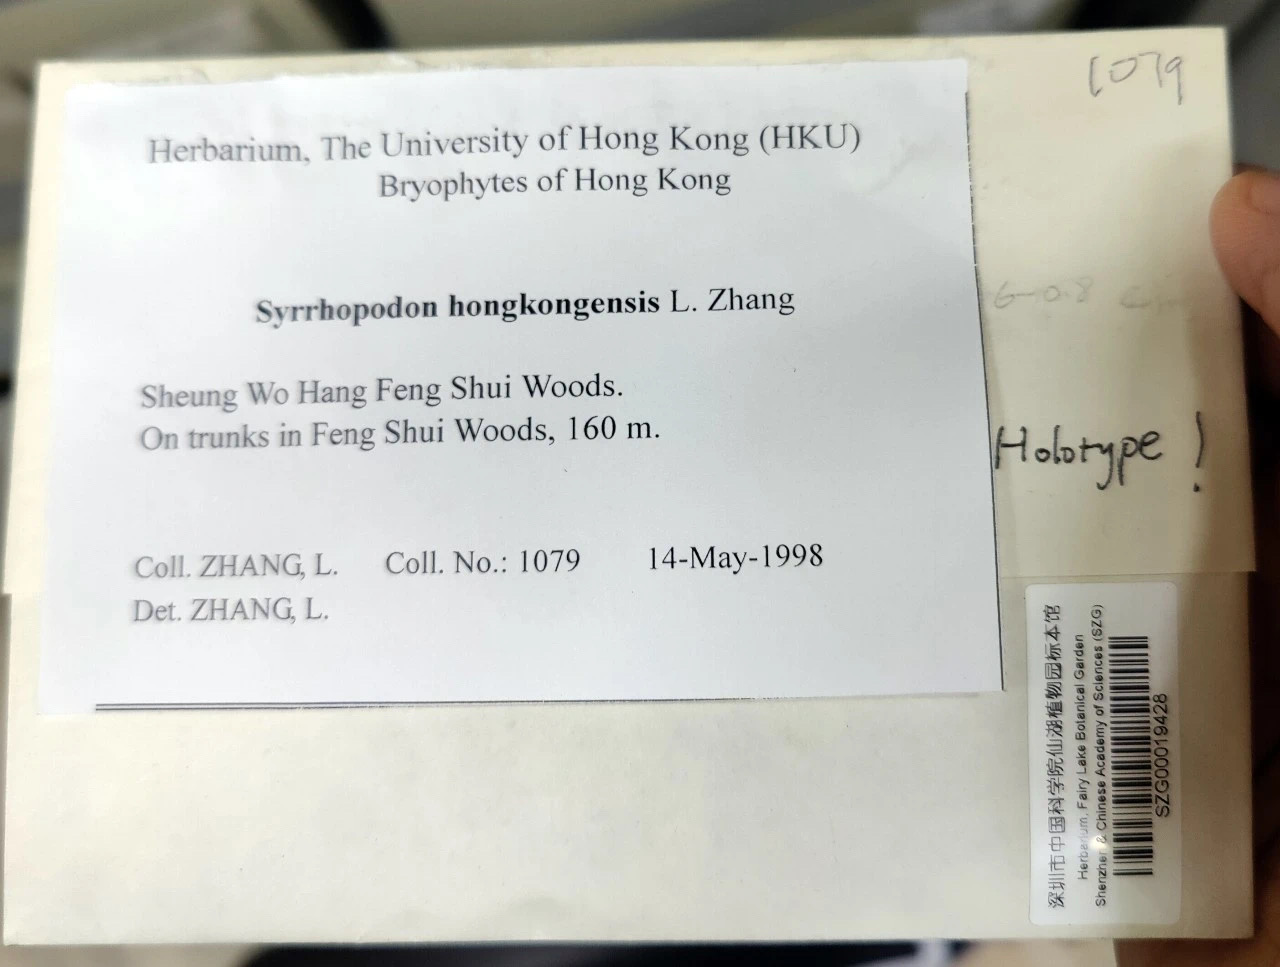 1079
Herbarium, The University of Hong Kong (HKU)
Bryophytes of Hong Kong
Syrrhopodon hongkongensis L. Zhang
Sheung Wo Hang Feng Shui Woods.
On trunks in Feng Shui Woods, 160 m.
Coll. ZHANG, L. Coll. No.: 1079 14-May-1998
Det. ZHANG, L.
Holotype !
深圳市中国科学院仙湖植物园标本馆
Herbarium, Fairy Lake Botanical Garden
Shenzhen & Chinese Academy of Sciences (SZG)
SZG00019428